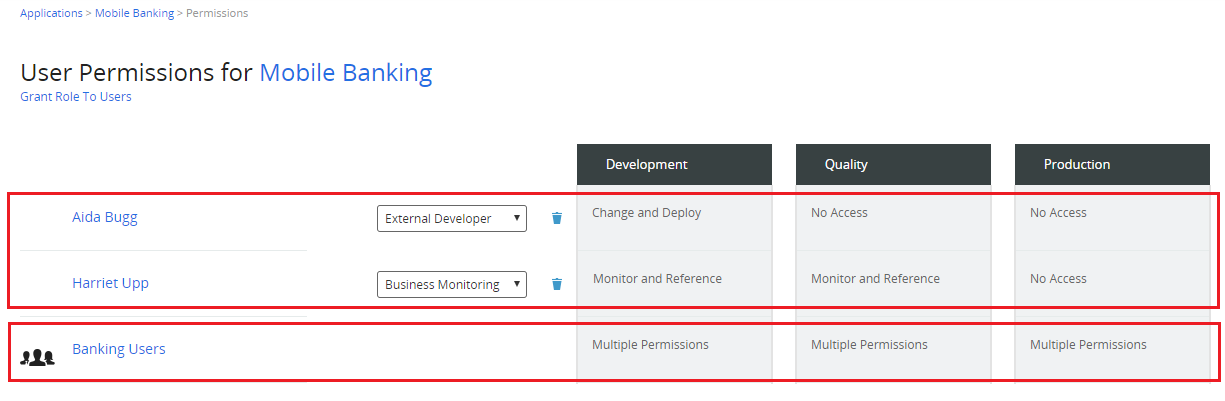 Applications > Mobile Banking > Permissions
User Permissions for Mobile Banking
Grant Role To Users
Development Quality Production
Aida Bugg External Developer Change and Deploy No Access No Access
Harriet Upp Business Monitoring Monitor and Reference Monitor and Reference No Access
Banking Users Multiple Permissions Multiple Permissions Multiple Permissions